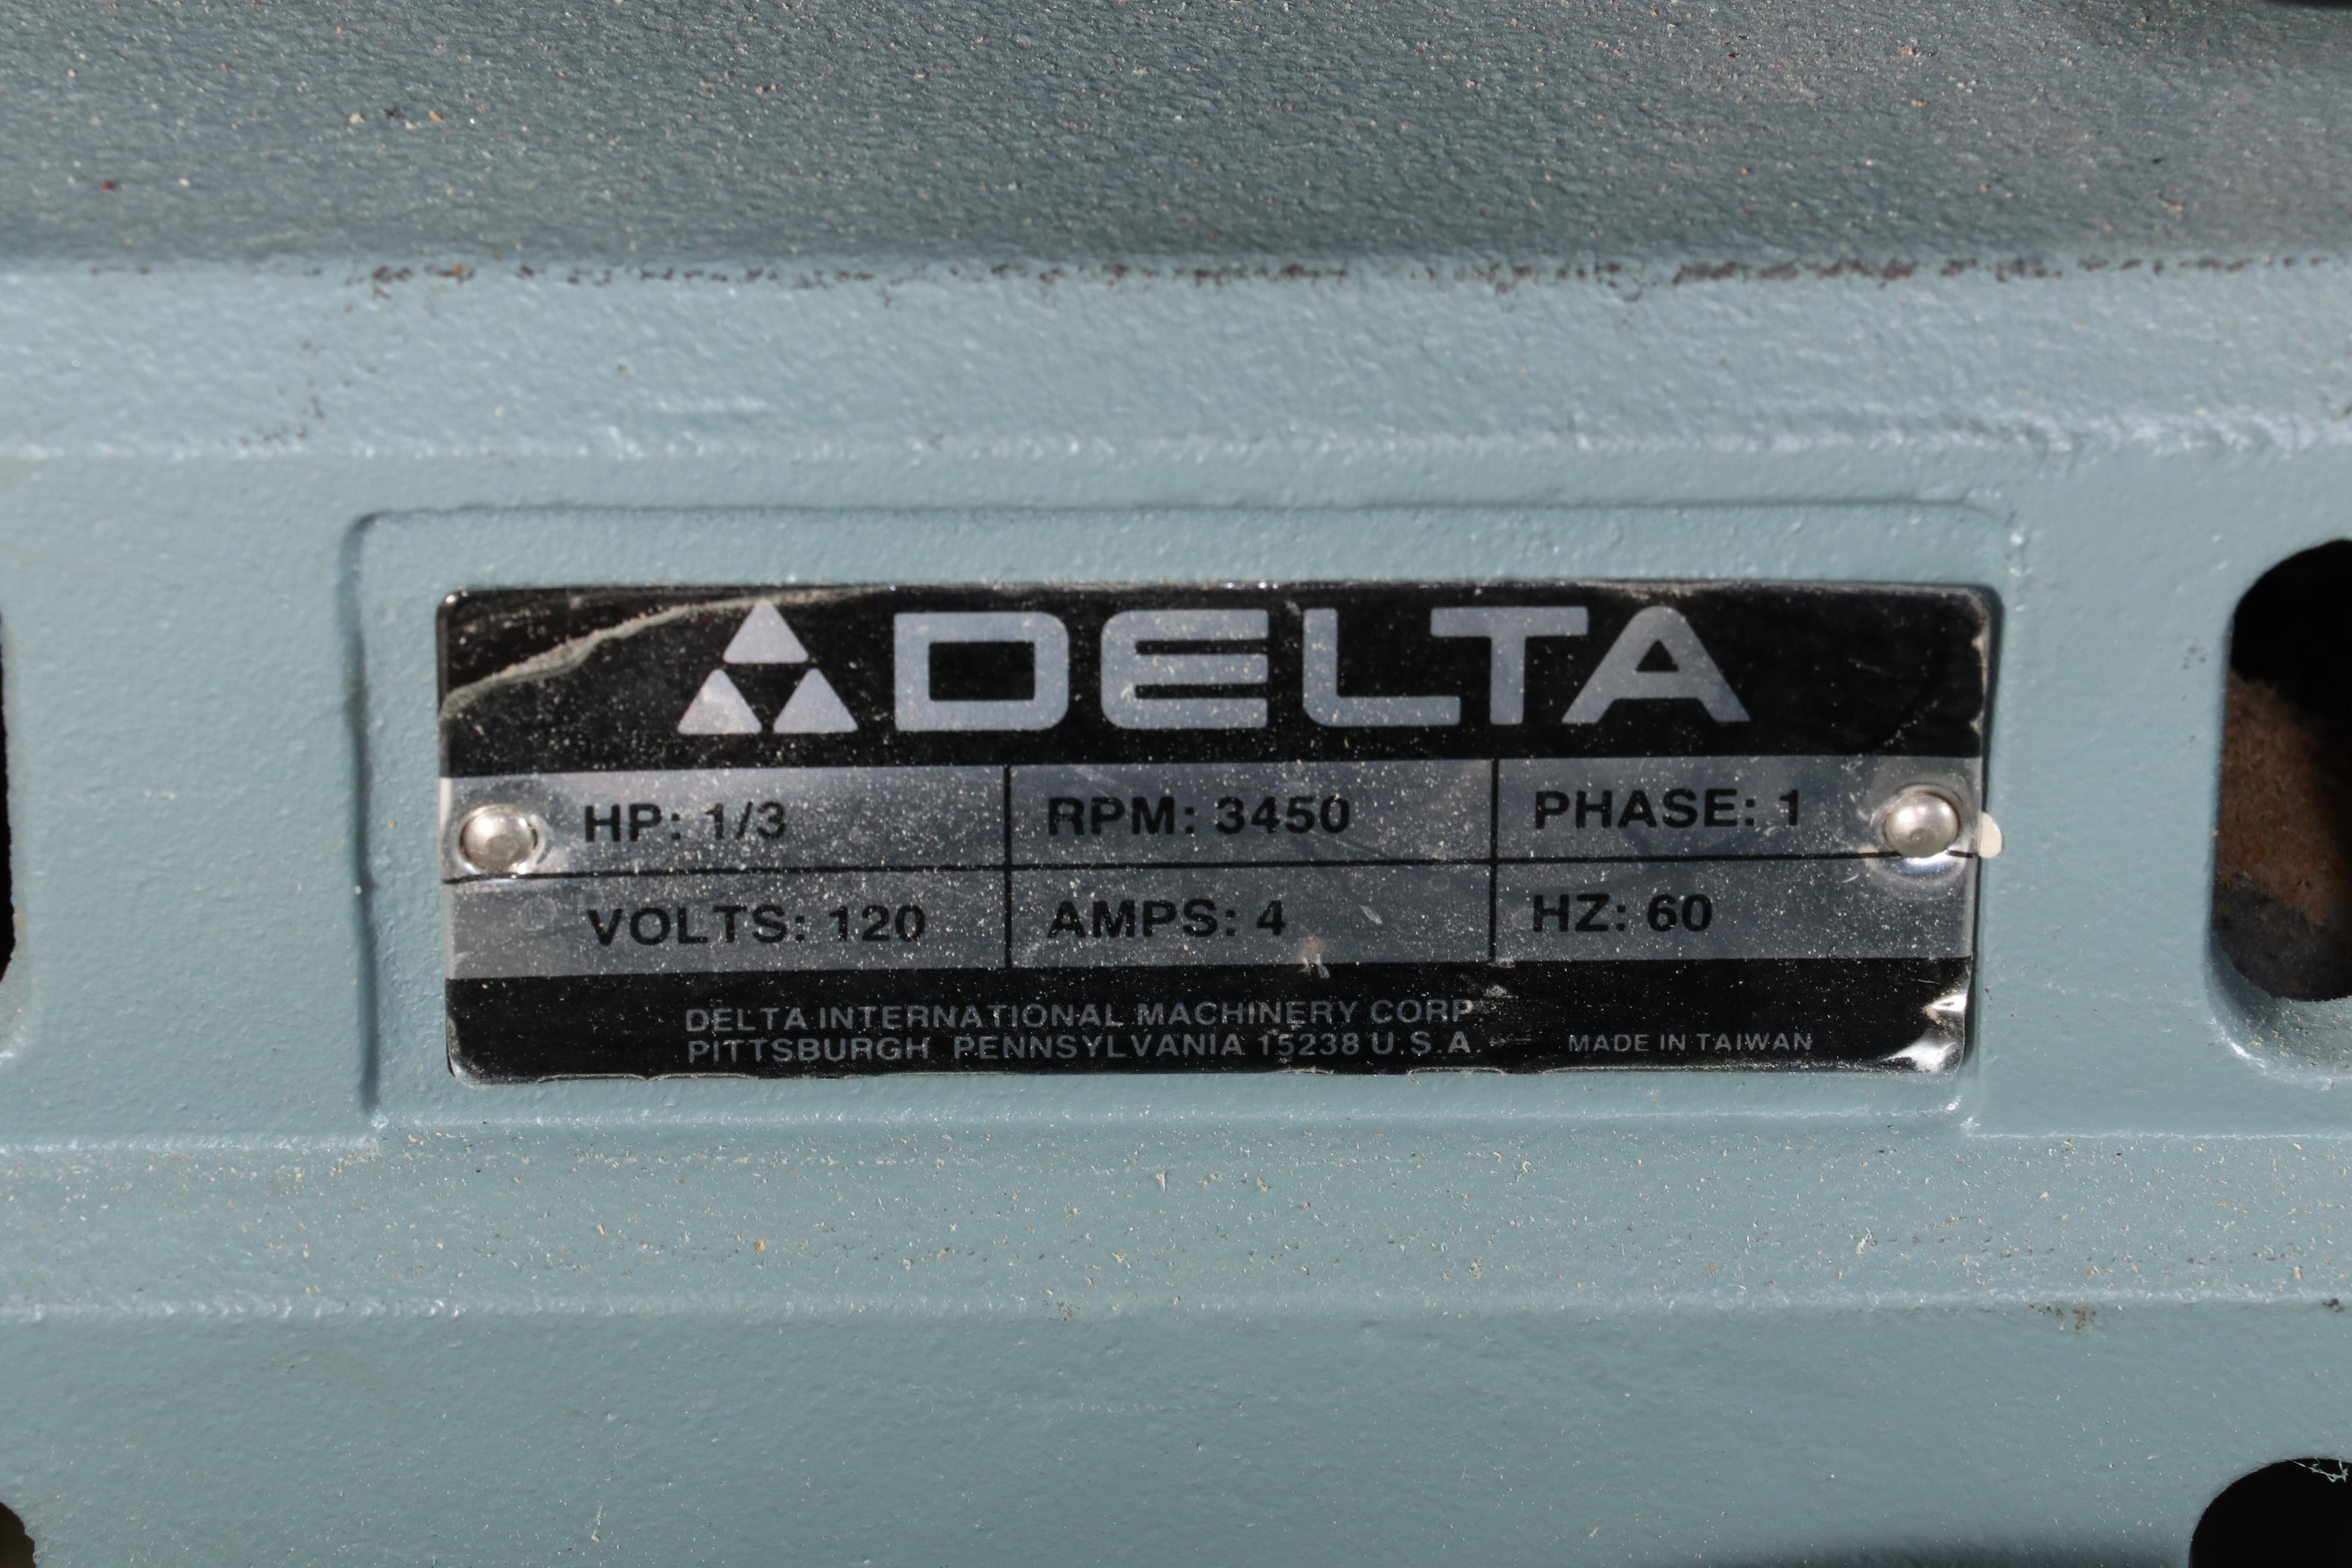 DELTA
HP: 1/3 RPM: 3450 PHASE: 1
VOLTS: 120 AMPS: 4 HZ: 60
DELTA INTERNATIONAL MACHINERY CORP
PITTSBURGH PENNSYLVANIA 15238 U.S.A. MADE IN TAIWAN